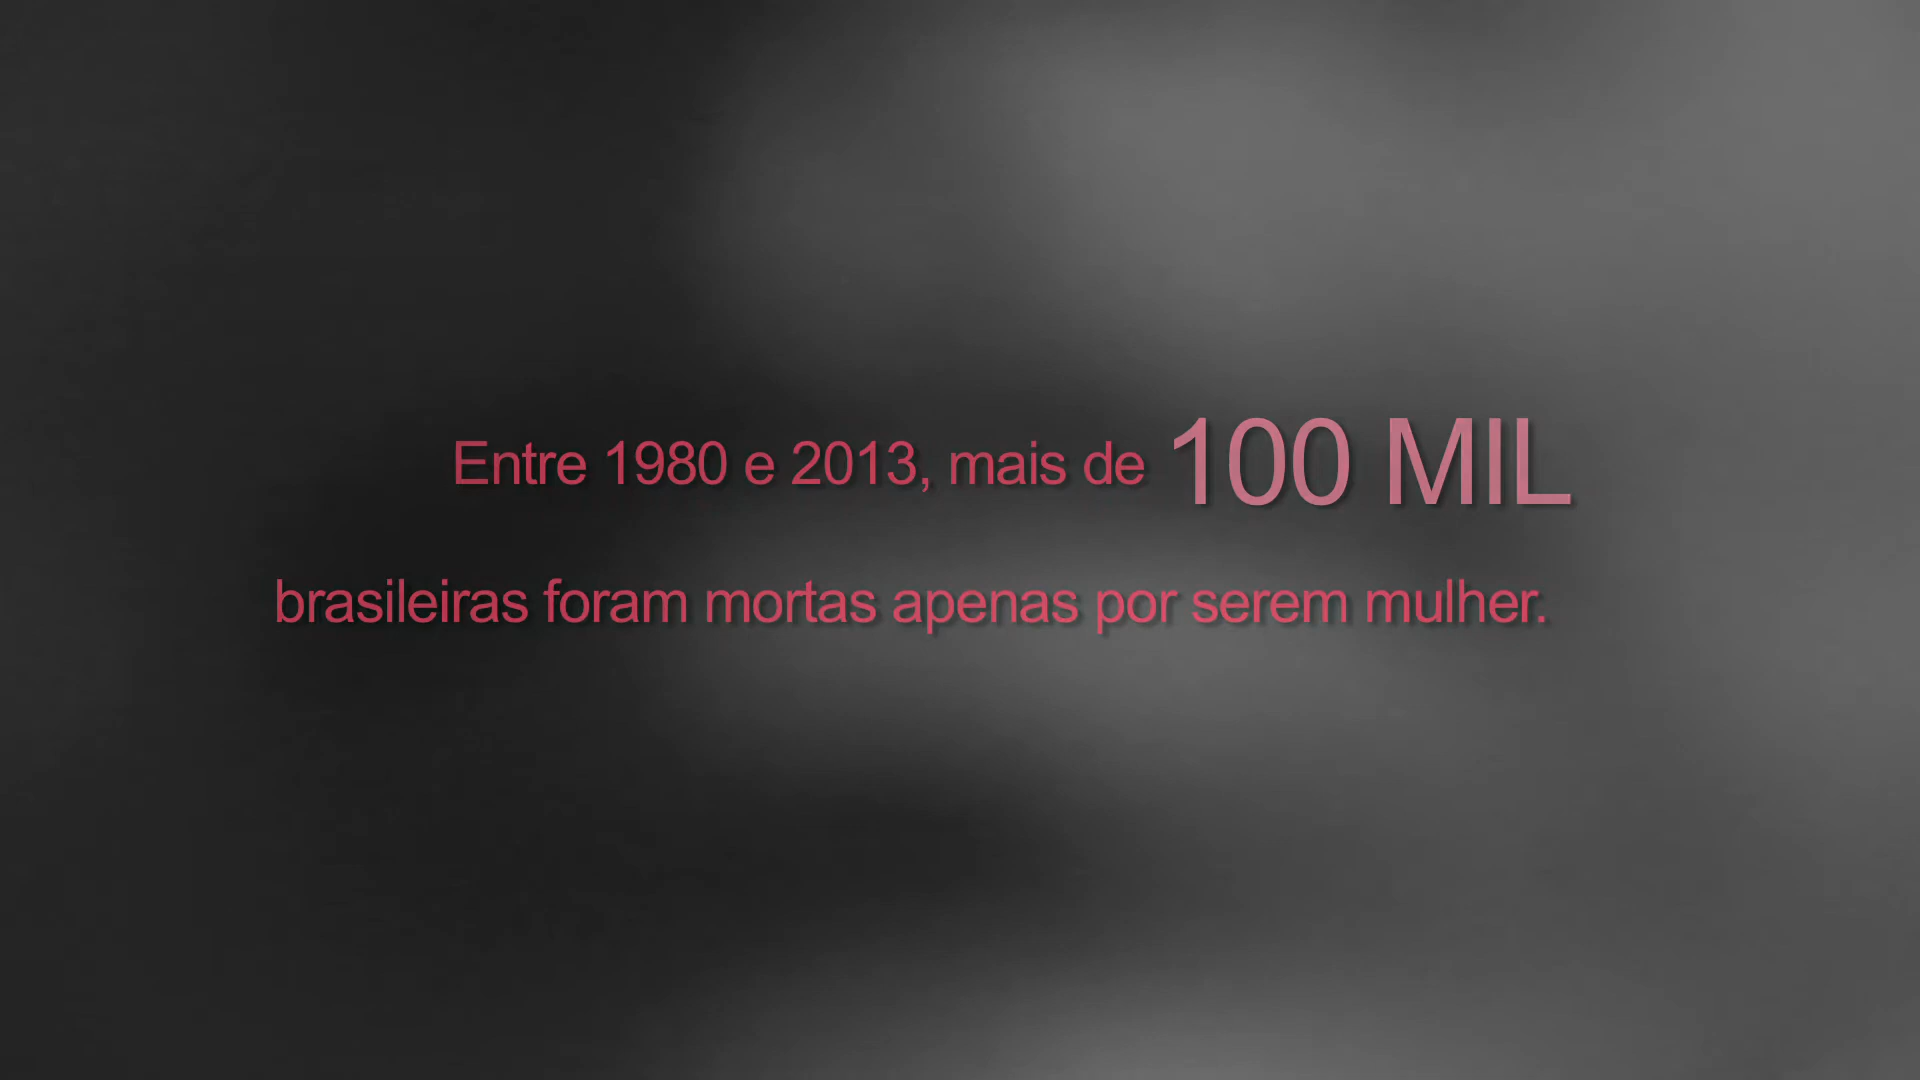 Entre 1980 e 2013, mais de 100 MIL
brasileiras foram mortas apenas por serem mulher.